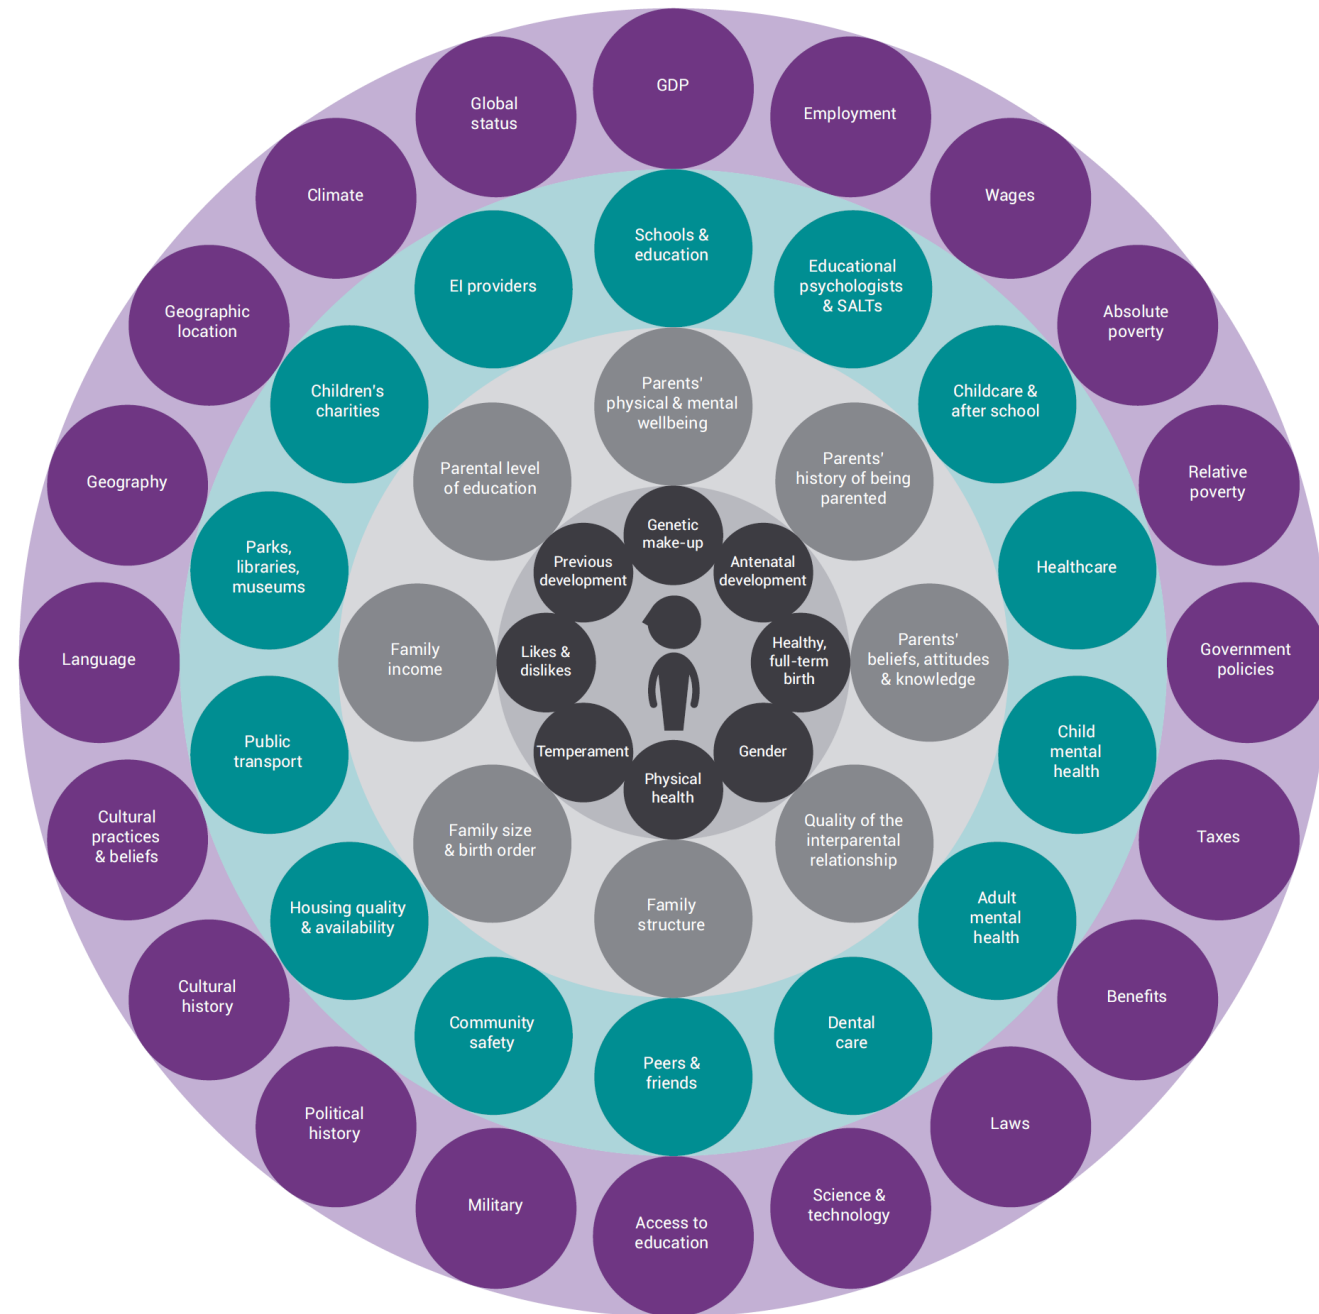 GDP
Employment
Wages
Absolute
poverty
Relative
poverty
Government
policies
Taxes
Benefits
Laws
Science &
technology
Access to
education
Military
Political
history
Cultural
history
Cultural
practices
& beliefs
Language
Geography
Geographic
location
Climate
Global
status
Schools &
education
Educational
psychologists
& SALTs
Childcare &
after school
Healthcare
Child
mental
health
Adult
mental
health
Dental
care
Peers &
friends
Community
safety
Housing quality
& availability
Public
transport
Parks,
libraries,
museums
Children's
charities
EI providers
Parents'
physical & mental
wellbeing
Parents'
history of being
parented
Parents'
beliefs, attitudes
& knowledge
Quality of the
interparental
relationship
Family
structure
Family size
& birth order
Family
income
Parental level
of education
Genetic
make-up
Antenatal
development
Healthy,
full-term
birth
Gender
Physical
health
Temperament
Likes &
dislikes
Previous
development